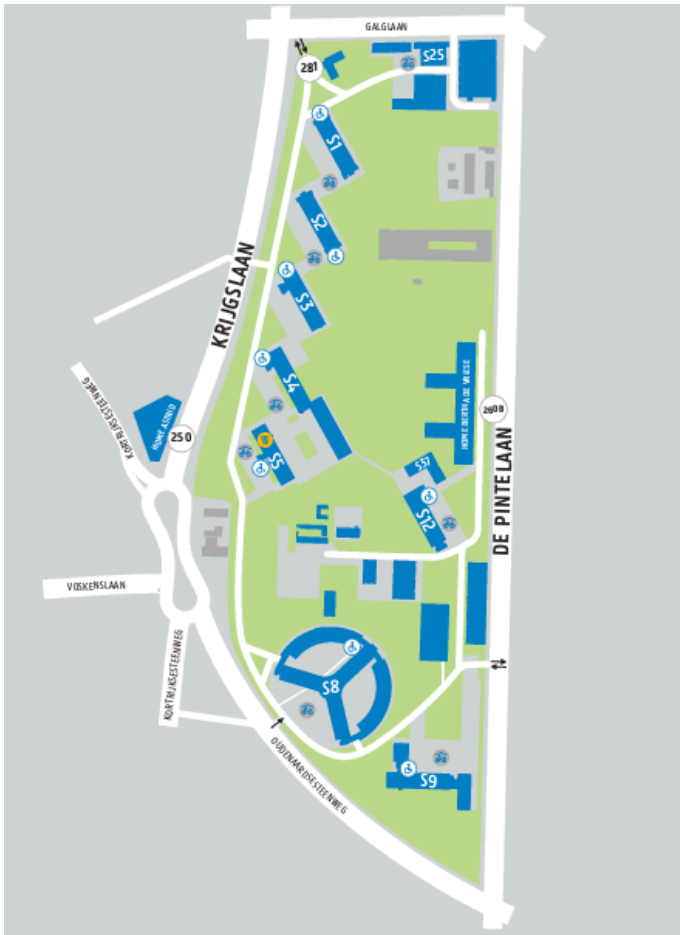 GALGLAAN
S25
281
S1
S2
KRIJGSLAAN
S3
S4
KORTRIJKSESTEENWEG
HOME ASTRID
250
HOME BERTHA DE VRIESE
260B
S5
S37
S12
DE PINTELAAN
VOSKENSLAAN
KORTRIJKSESTEENWEG
S8
OUDENAARDSESTEENWEG
S9